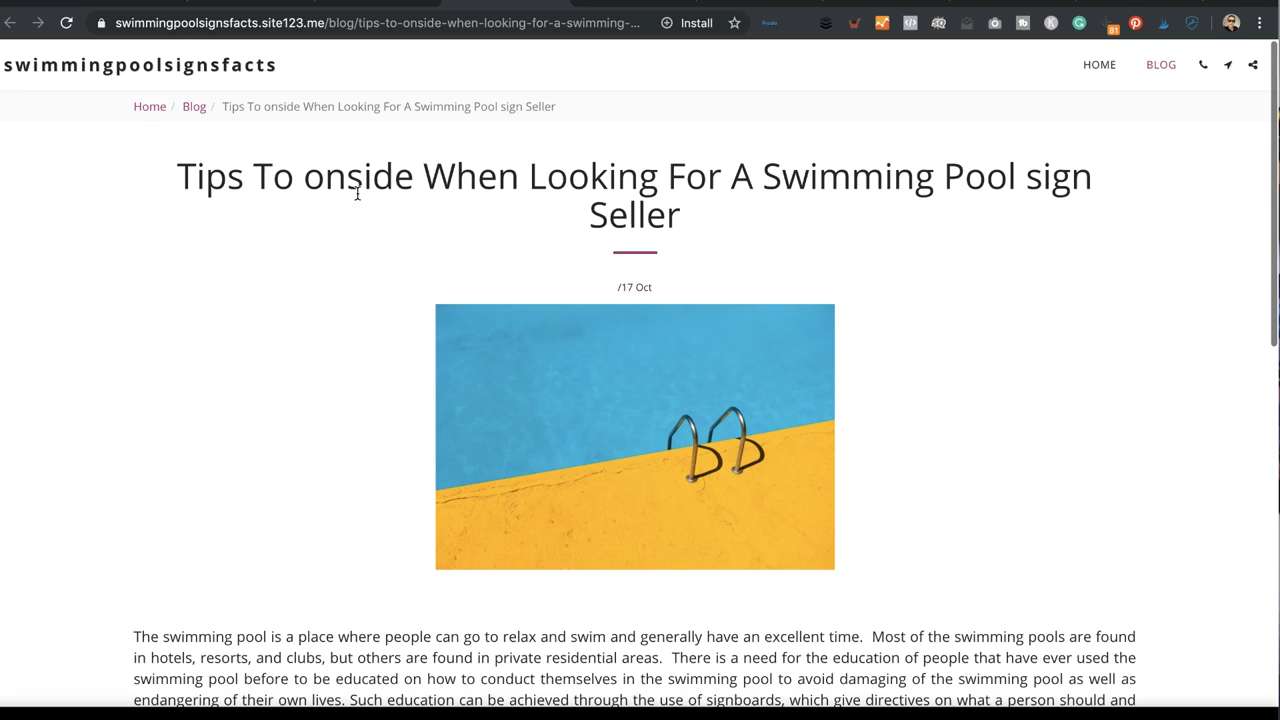 swimmingpoolsignsfacts.site123.me/blog/tips-to-onside-when-looking-for-a-swimming-...
Install
81
swimmingpoolsignsfacts
HOME
BLOG
Home / Blog / Tips To onside When Looking For A Swimming Pool sign Seller
Tips To onside When Looking For A Swimming Pool sign
Seller
/17 Oct
The swimming pool is a place where people can go to relax and swim and generally have an excellent time.  Most of the swimming pools are found
in hotels, resorts, and clubs, but others are found in private residential areas.  There is a need for the education of people that have ever used the
swimming pool before to be educated on how to conduct themselves in the swimming pool to avoid damaging of the swimming pool as well as
endangering of their own lives. Such education can be achieved through the use of signboards, which give directives on what a person should and